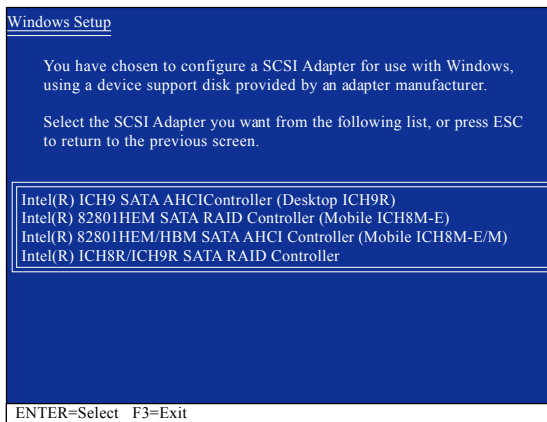 Windows Setup
You have chosen to configure a SCSI Adapter for use with Windows,
using a device support disk provided by an adapter manufacturer.
Select the SCSI Adapter you want from the following list, or press ESC
to return to the previous screen.
Intel(R) ICH9 SATA AHCIController (Desktop ICH9R)
Intel(R) 82801HEM SATA RAID Controller (Mobile ICH8M-E)
Intel(R) 82801HEM/HBM SATA AHCI Controller (Mobile ICH8M-E/M)
Intel(R) ICH8R/ICH9R SATA RAID Controller
ENTER=Select F3=Exit